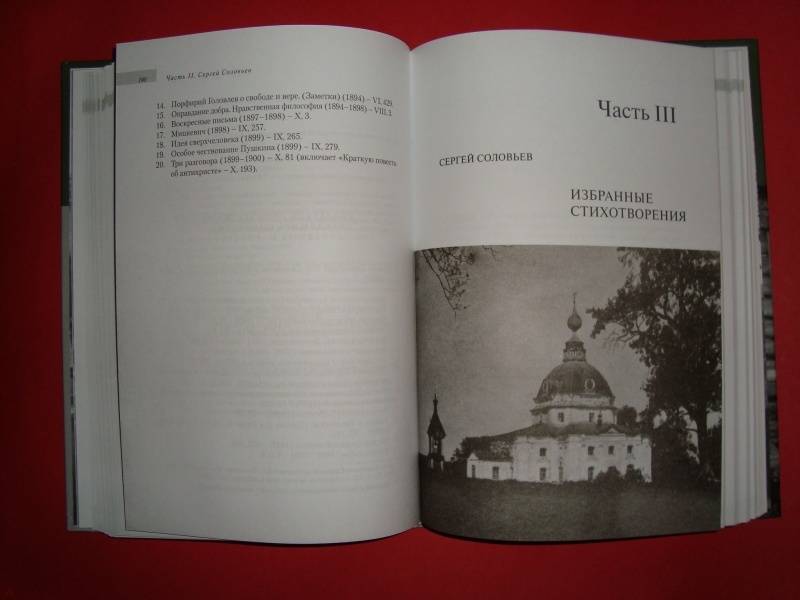 Часть II. Сергей Соловьев
14. Порфирий Головлев о свободе и вере. (Заметки) (1894) – VI, 429.
15. Оправдание добра. Нравственная философия (1894–1898) – VIII, 3.
16. Воскресные письма (1897–1898) – X, 3.
17. Мицкевич (1898) – IX, 257.
18. Идея сверхчеловека (1899) – IX, 265.
19. Особое чествование Пушкина (1899) – IX, 279.
20. Три разговора (1899–1900) – X, 81 (включает «Краткую повесть
об антихристе» – X, 193).
Часть III
СЕРГЕЙ СОЛОВЬЕВ
ИЗБРАННЫЕ
СТИХОТВОРЕНИЯ